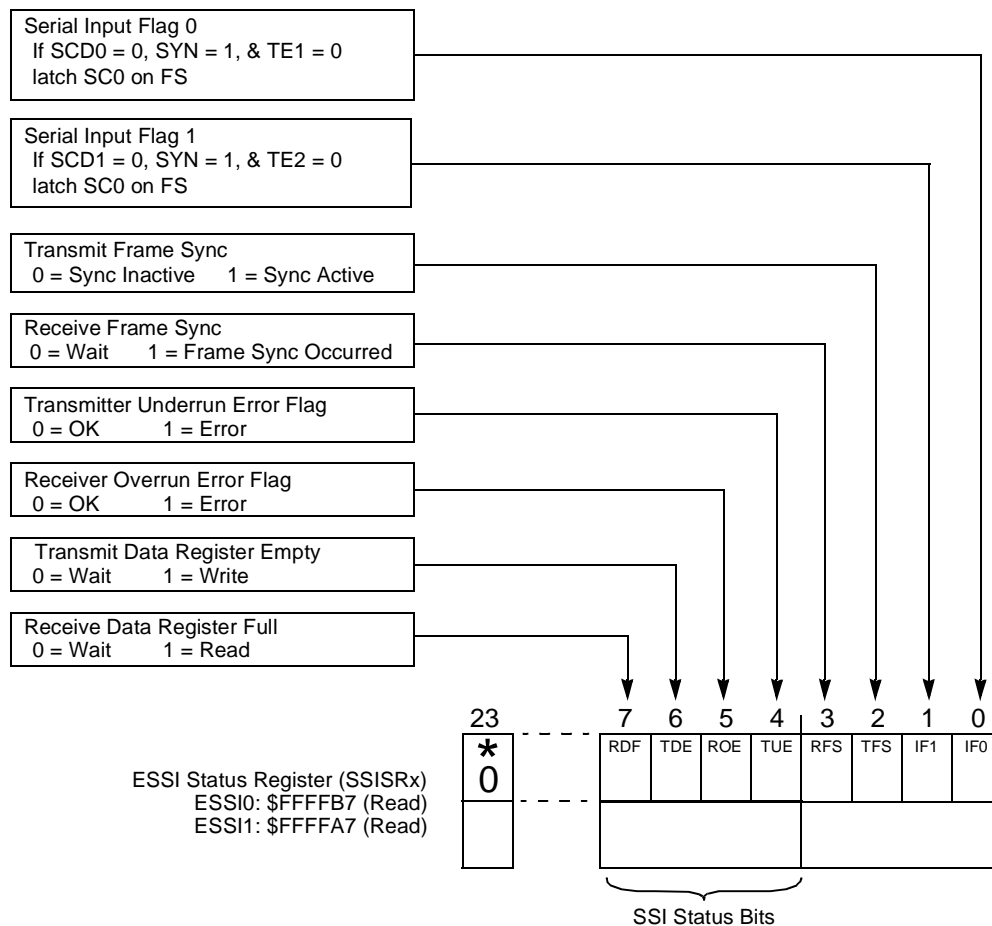 Serial Input Flag 0
If SCD0 = 0, SYN = 1, & TE1 = 0
latch SC0 on FS
Serial Input Flag 1
If SCD1 = 0, SYN = 1, & TE2 = 0
latch SC0 on FS
Transmit Frame Sync
0 = Sync Inactive 1 = Sync Active
Receive Frame Sync
0 = Wait 1 = Frame Sync Occurred
Transmitter Underrun Error Flag
0 = OK 1 = Error
Receiver Overrun Error Flag
0 = OK 1 = Error
Transmit Data Register Empty
0 = Wait 1 = Write
Receive Data Register Full
0 = Wait 1 = Read
23 7 6 5 4 3 2 1 0
* RDF TDE ROE TUE RFS TFS IF1 IF0
0
ESSI Status Register (SSISRx)
ESSI0: $FFFFB7 (Read)
ESSI1: $FFFFA7 (Read)
SSI Status Bits